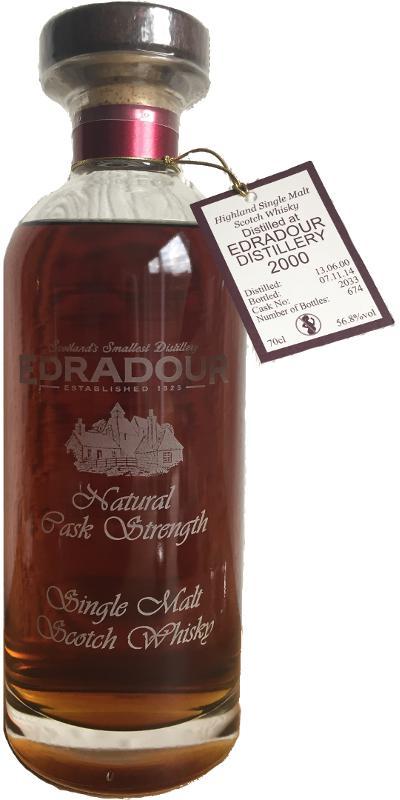 Highland Single Malt
Scotch Whisky
Distilled at
EDRADOUR
DISTILLERY
2000
Distilled: 13.06.00
Bottled: 07.11.14
Cask No: 2033
Number of Bottles: 674
70cl 56.8%vol
Scotland's Smallest Distillery
EDRADOUR
ESTABLISHED 1825
Natural
Cask Strength
Single Malt
Scotch Whisky